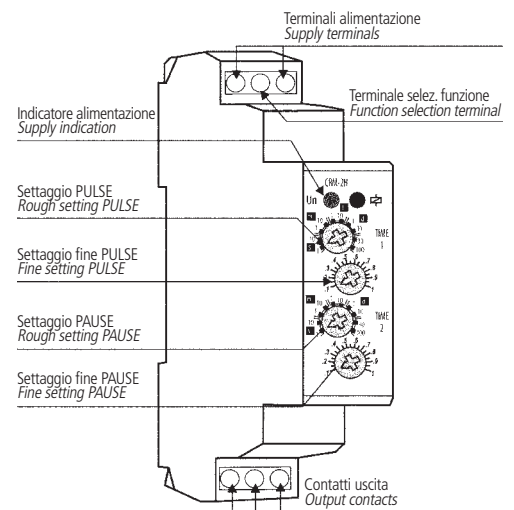 Terminali alimentazione
Supply terminals
Terminale selez. funzione
Function selection terminal
Indicatore alimentazione
Supply indication
CRM-2H
Un
Settaggio PULSE
Rough setting PULSE
TIME
1
Settaggio fine PULSE
Fine setting PULSE
Settaggio PAUSE
Rough setting PAUSE
TIME
2
Settaggio fine PAUSE
Fine setting PAUSE
Contatti uscita
Output contacts